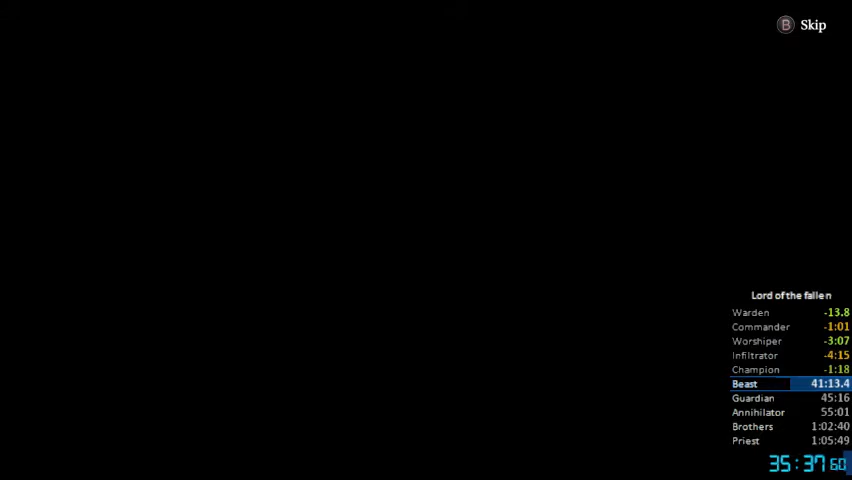 B Skip
Lord of the fallen
Warden -13.8
Commander -1:01
Worshiper -3:07
Infiltrator -4:15
Champion -1:18
Beast 41:13.4
Guardian 45:16
Annihilator 55:01
Brothers 1:02:40
Priest 1:05:49
35:37 60